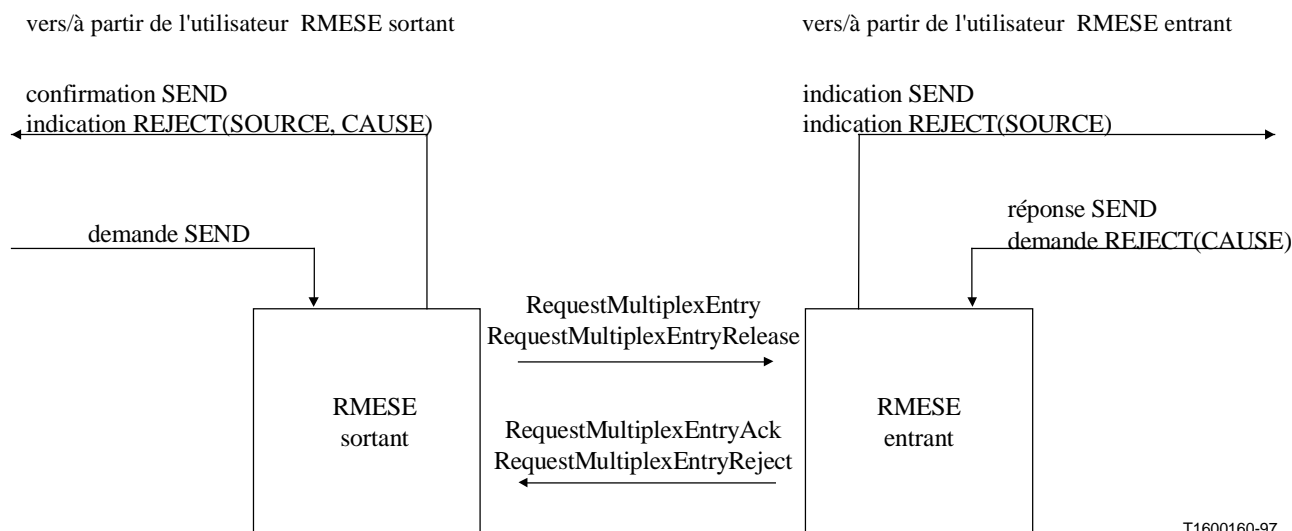 vers/à partir de l'utilisateur RMESE sortant
vers/à partir de l'utilisateur RMESE entrant
confirmation SEND
indication REJECT(SOURCE, CAUSE)
indication SEND
indication REJECT(SOURCE)
demande SEND
réponse SEND
demande REJECT(CAUSE)
RequestMultiplexEntry
RequestMultiplexEntryRelease
RMESE
sortant
RequestMultiplexEntryAck
RequestMultiplexEntryReject
RMESE
entrant
T1600160-97